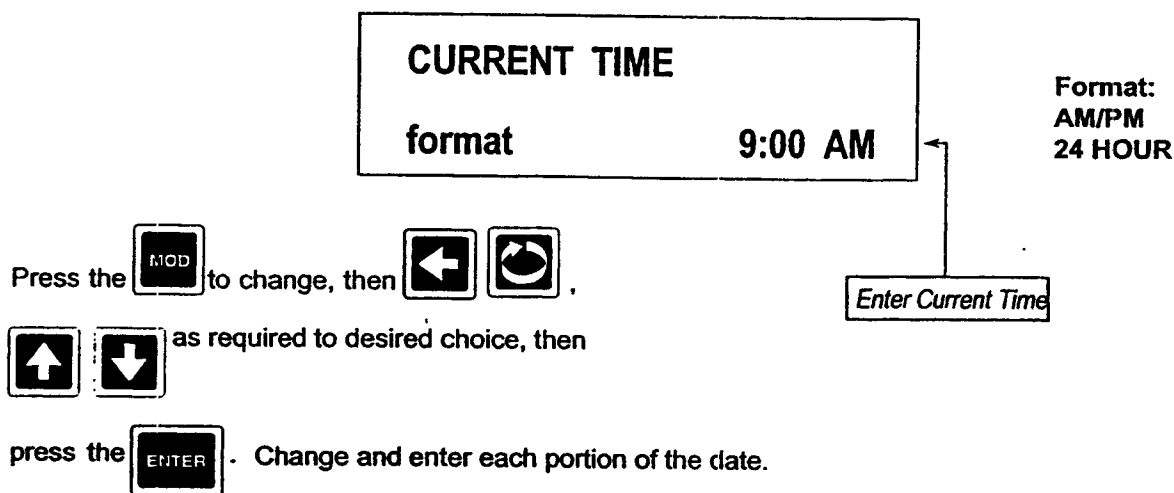 CURRENT TIME
format 9:00 AM
Format:
AM/PM
24 HOUR
Enter Current Time
Press the MOD to change, then ,
as required to desired choice, then
press the ENTER . Change and enter each portion of the date.